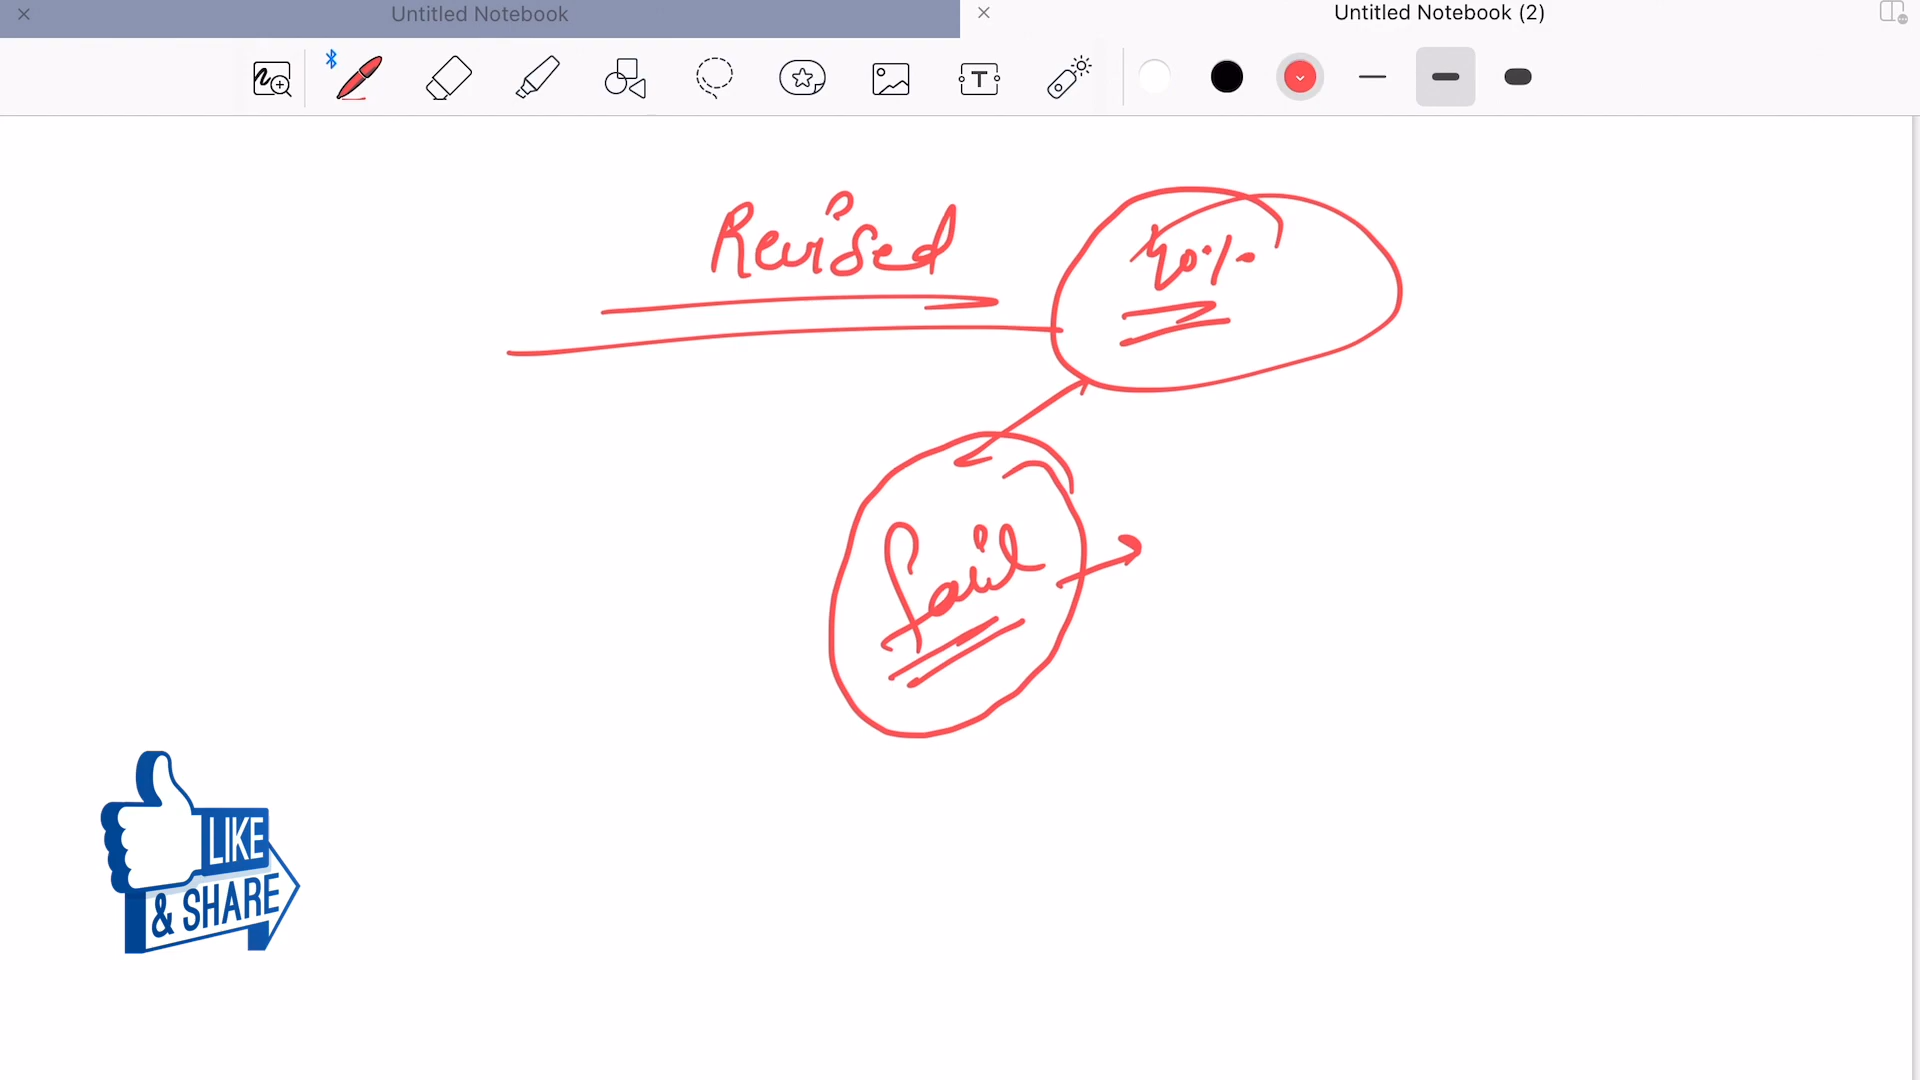 Untitled Notebook
Untitled Notebook (2)
T
Revised
40%
fail
LIKE
& SHARE